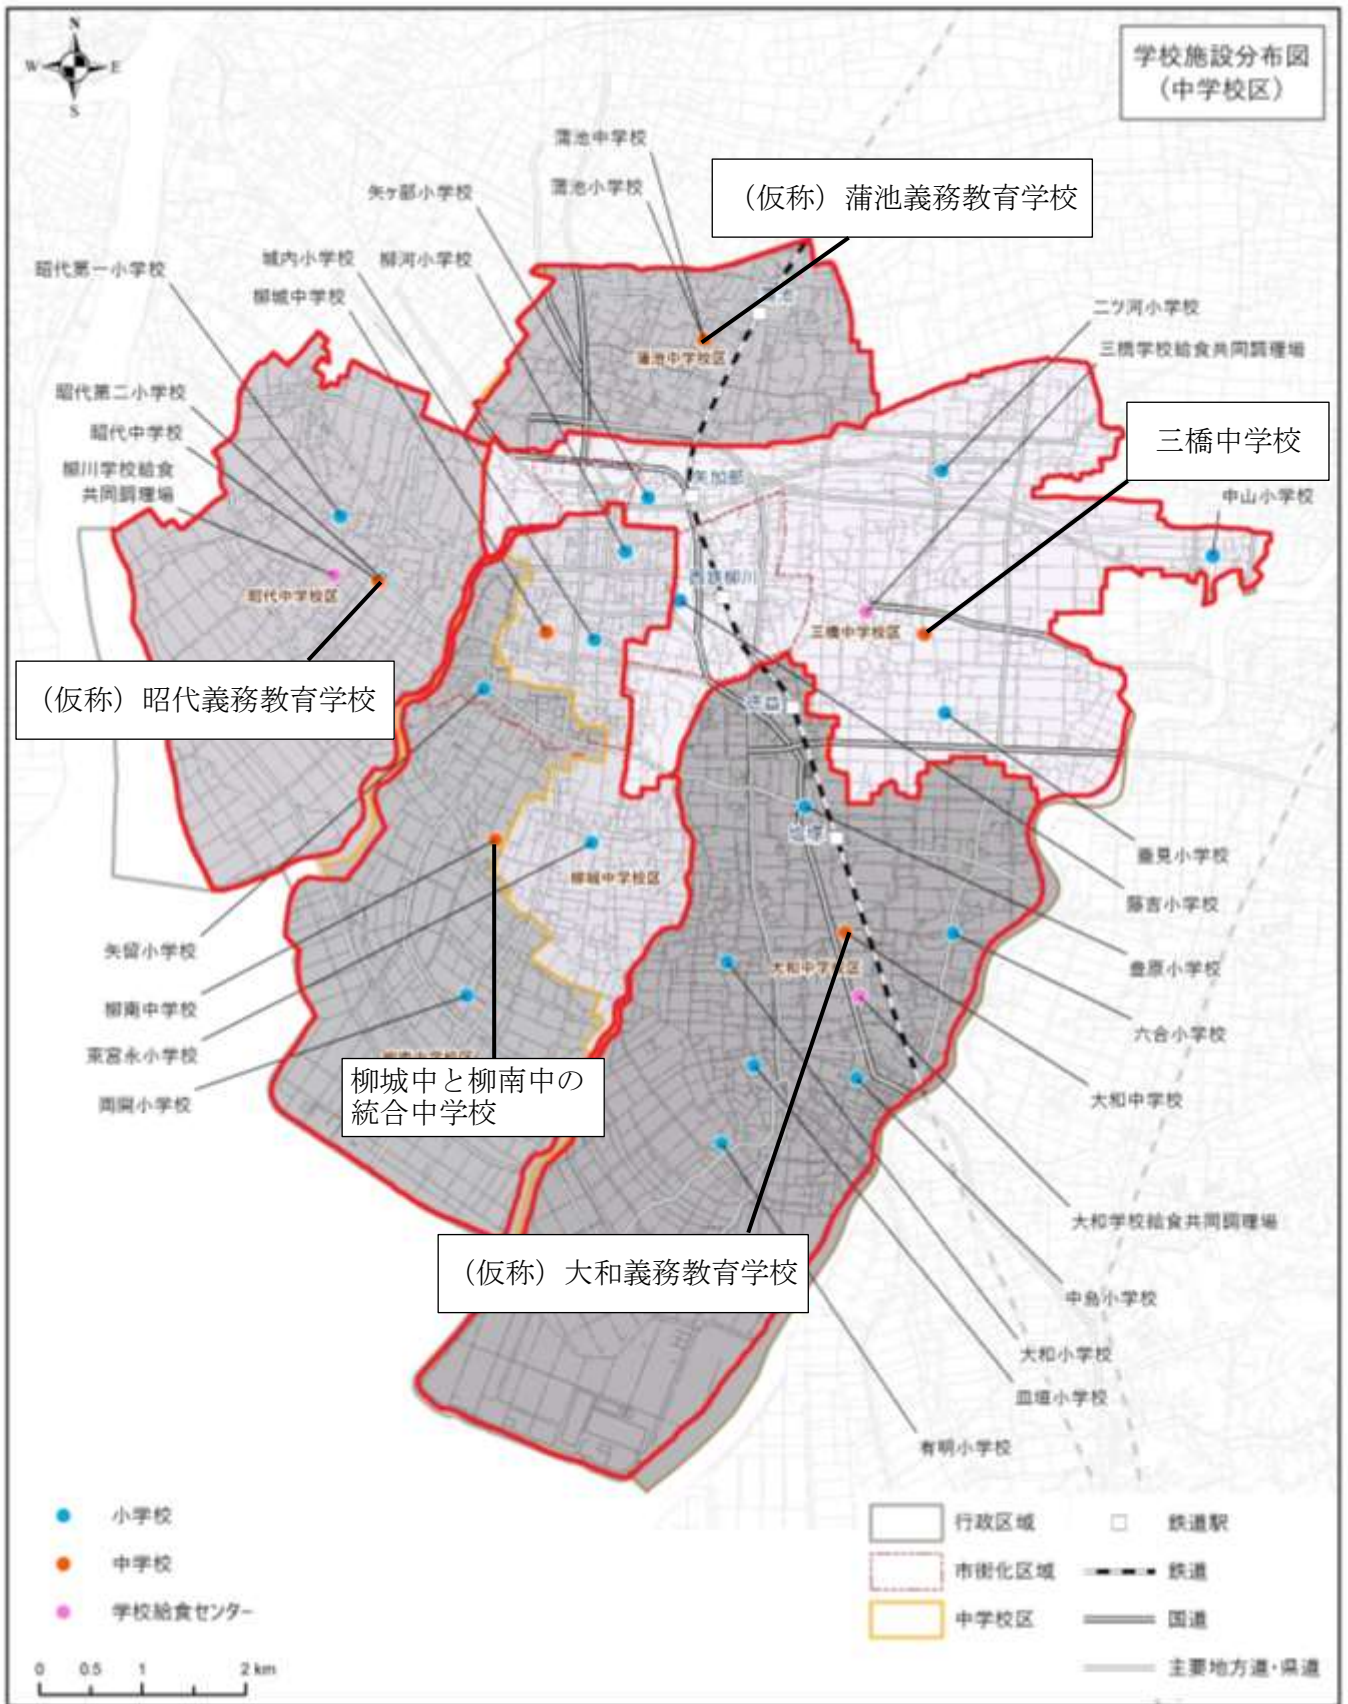 N
W
E
S
学校施設分布図
（中学校区）
蒲池中学校
蒲池小学校
（仮称）蒲池義務教育学校
矢ヶ部小学校
城内小学校
柳河小学校
昭代第一小学校
柳城中学校
二ツ河小学校
三橋学校給食共同調理場
蒲池中学校区
昭代第二小学校
昭代中学校
柳川学校給食
共同調理場
三橋中学校
矢加部
中山小学校
西鉄柳川
昭代中学校区
三橋中学校区
（仮称）昭代義務教育学校
徳益
塩塚
垂見小学校
柳城中学校区
藤吉小学校
矢留小学校
豊原小学校
大和中学校区
柳南中学校
六合小学校
東宮永小学校
柳城中と柳南中の
統合中学校
両開小学校
大和中学校
大和学校給食共同調理場
（仮称）大和義務教育学校
中島小学校
大和小学校
皿垣小学校
有明小学校
小学校
中学校
学校給食センター
行政区域
鉄道駅
市街化区域
鉄道
中学校区
国道
主要地方道・県道
0 0.5 1 2 km